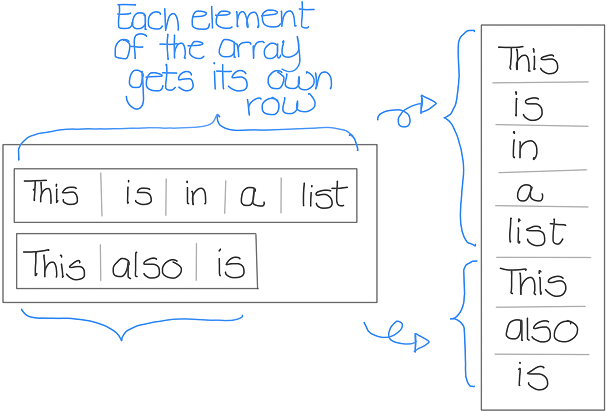 Each element
of the array
gets its own
row
This is in a list
This also is
This
is
in
a
list
This
also
is